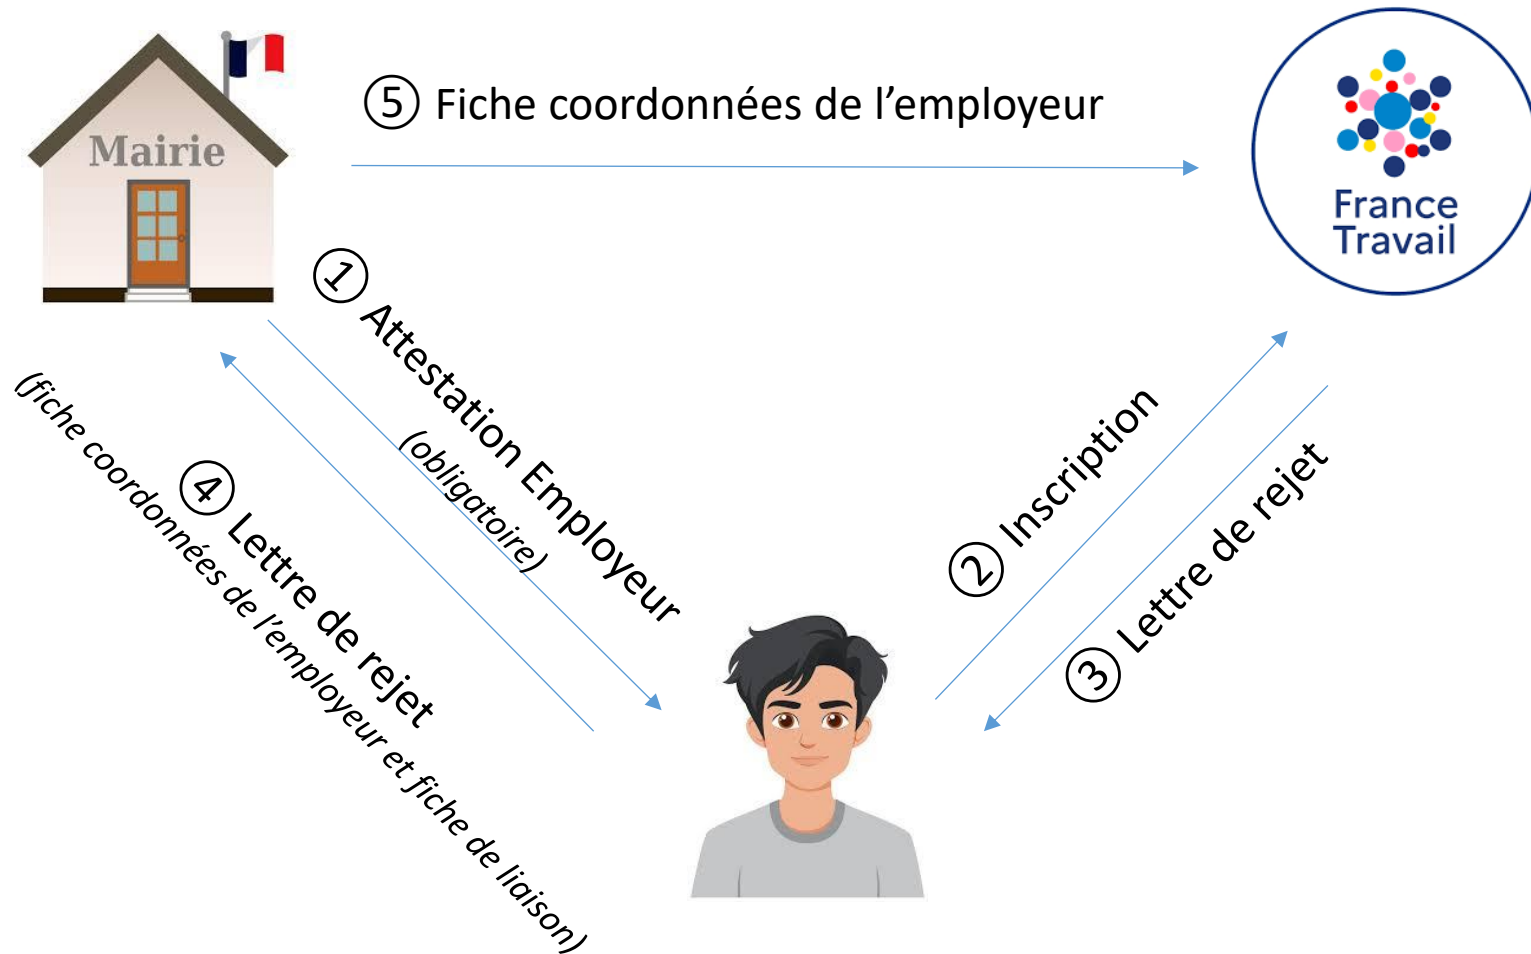 Mairie
⑤ Fiche coordonnées de l’employeur
France
Travail
① Attestation Employeur
(obligatoire)
② Inscription
③ Lettre de rejet
④ Lettre de rejet
(fiche coordonnées de l’employeur et fiche de liaison)